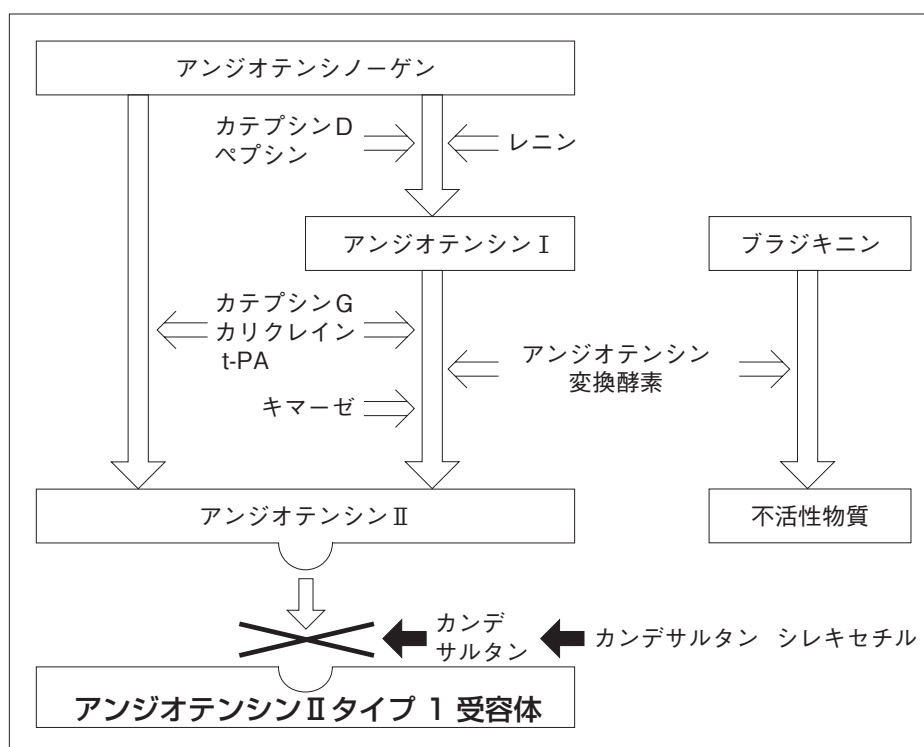 アンジオテンシノーゲン
カテプシンD
ペプシン
レニン
アンジオテンシンⅠ
ブラジキニン
カテプシンG
カリクレイン
t-PA
アンジオテンシン
変換酵素
キマーゼ
アンジオテンシンⅡ
不活性物質
カンデ
サルタン
カンデサルタン シレキセチル
アンジオテンシンⅡタイプ 1 受容体